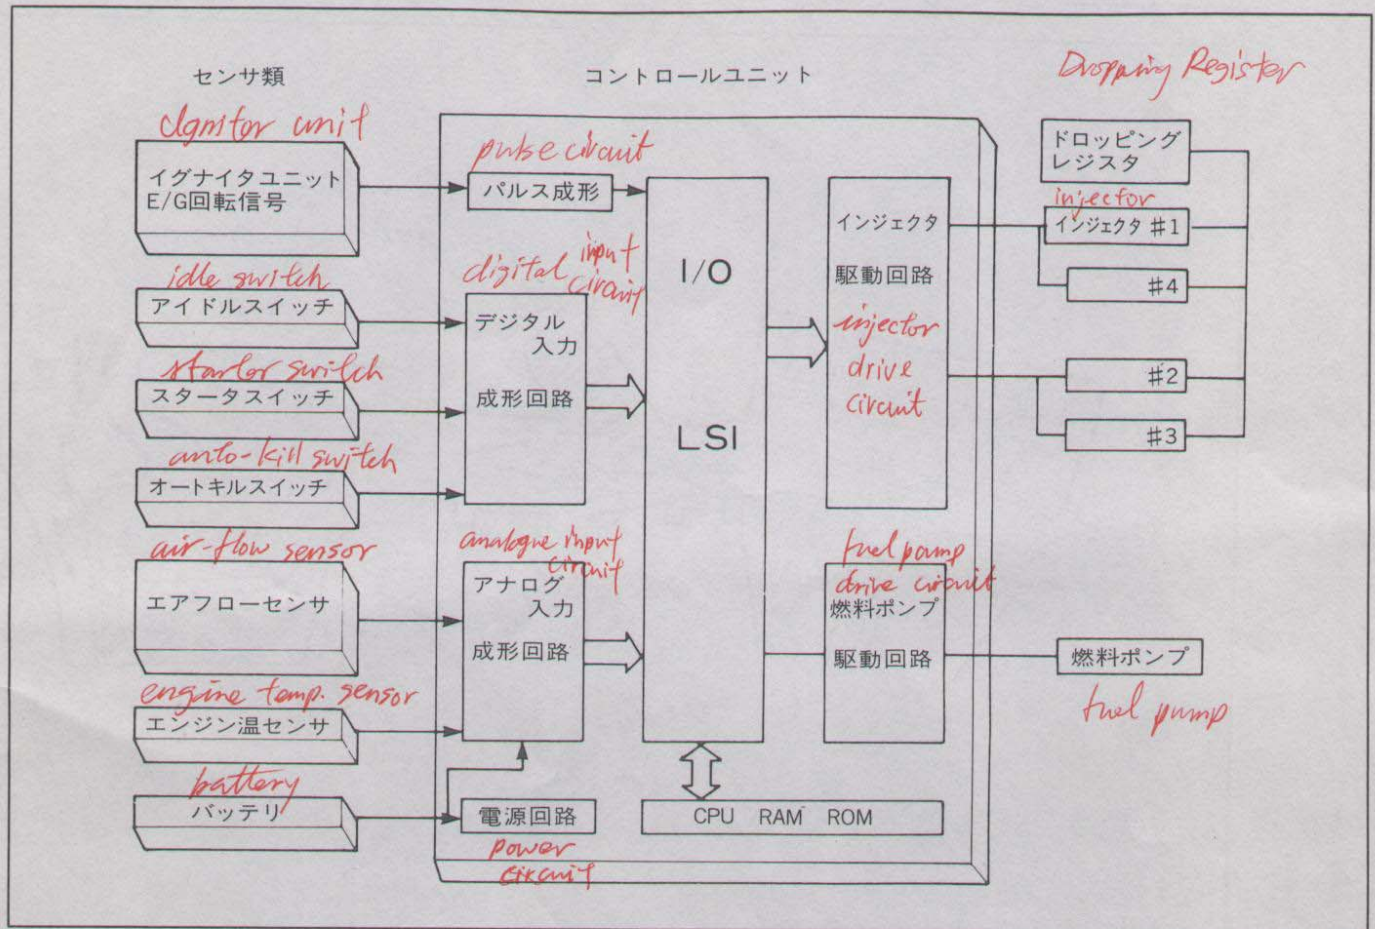 センサ類
コントロールユニット
Dropping Register
Ignitor unit
イグナイタユニット
E/G回転信号
pulse circuit
パルス成形
idle switch
アイドルスイッチ
starter switch
スタータスイッチ
auto-kill switch
オートキルスイッチ
digital input
circuit
デジタル
入力
成形回路
air-flow sensor
エアフローセンサ
engine temp. sensor
エンジン温センサ
battery
バッテリ
analogue input
circuit
アナログ
入力
成形回路
電源回路
power
circuit
I/O
LSI
CPU RAM ROM
インジェクタ
駆動回路
injector
drive
circuit
fuel pump
drive circuit
燃料ポンプ
駆動回路
ドロッピング
レジスタ
injector
インジェクタ #1
#4
#2
#3
燃料ポンプ
fuel pump